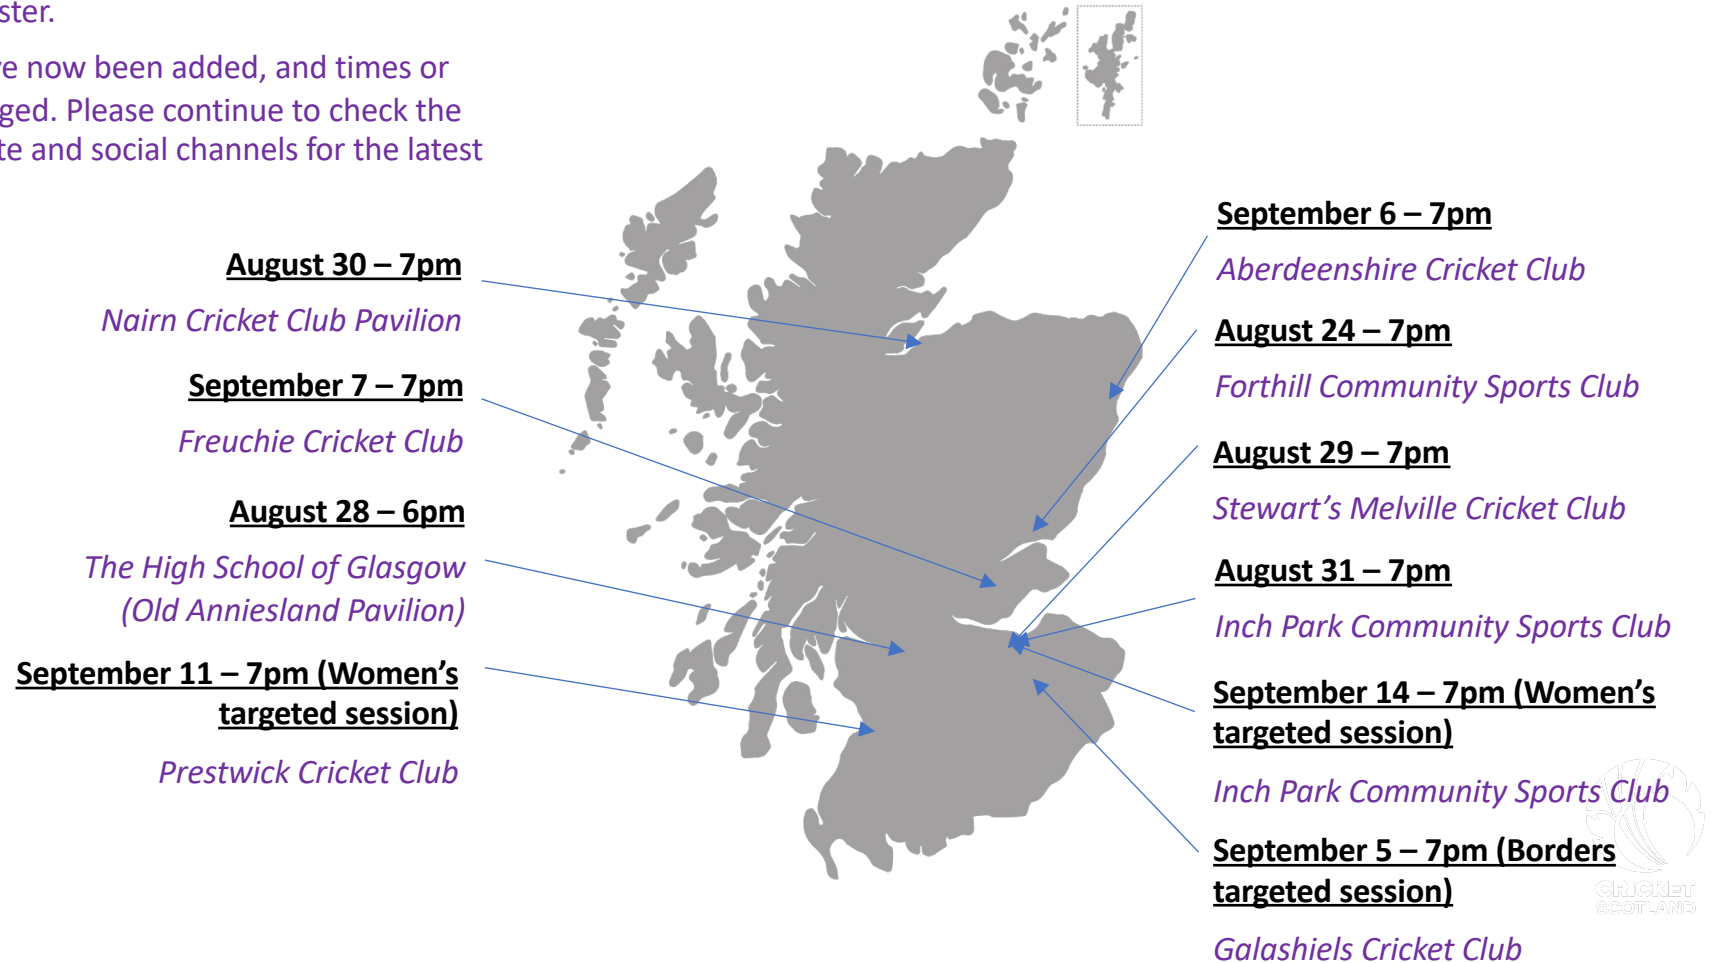 ster.
ve now been added, and times or
ged. Please continue to check the
te and social channels for the latest
August 30 – 7pm
Nairn Cricket Club Pavilion
September 7 – 7pm
Freuchie Cricket Club
August 28 – 6pm
The High School of Glasgow
(Old Anniesland Pavilion)
September 11 – 7pm (Women’s
targeted session)
Prestwick Cricket Club
September 6 – 7pm
Aberdeenshire Cricket Club
August 24 – 7pm
Forthill Community Sports Club
August 29 – 7pm
Stewart’s Melville Cricket Club
August 31 – 7pm
Inch Park Community Sports Club
September 14 – 7pm (Women’s
targeted session)
Inch Park Community Sports Club
September 5 – 7pm (Borders
targeted session)
Galashiels Cricket Club
CRICKET
SCOTLAND